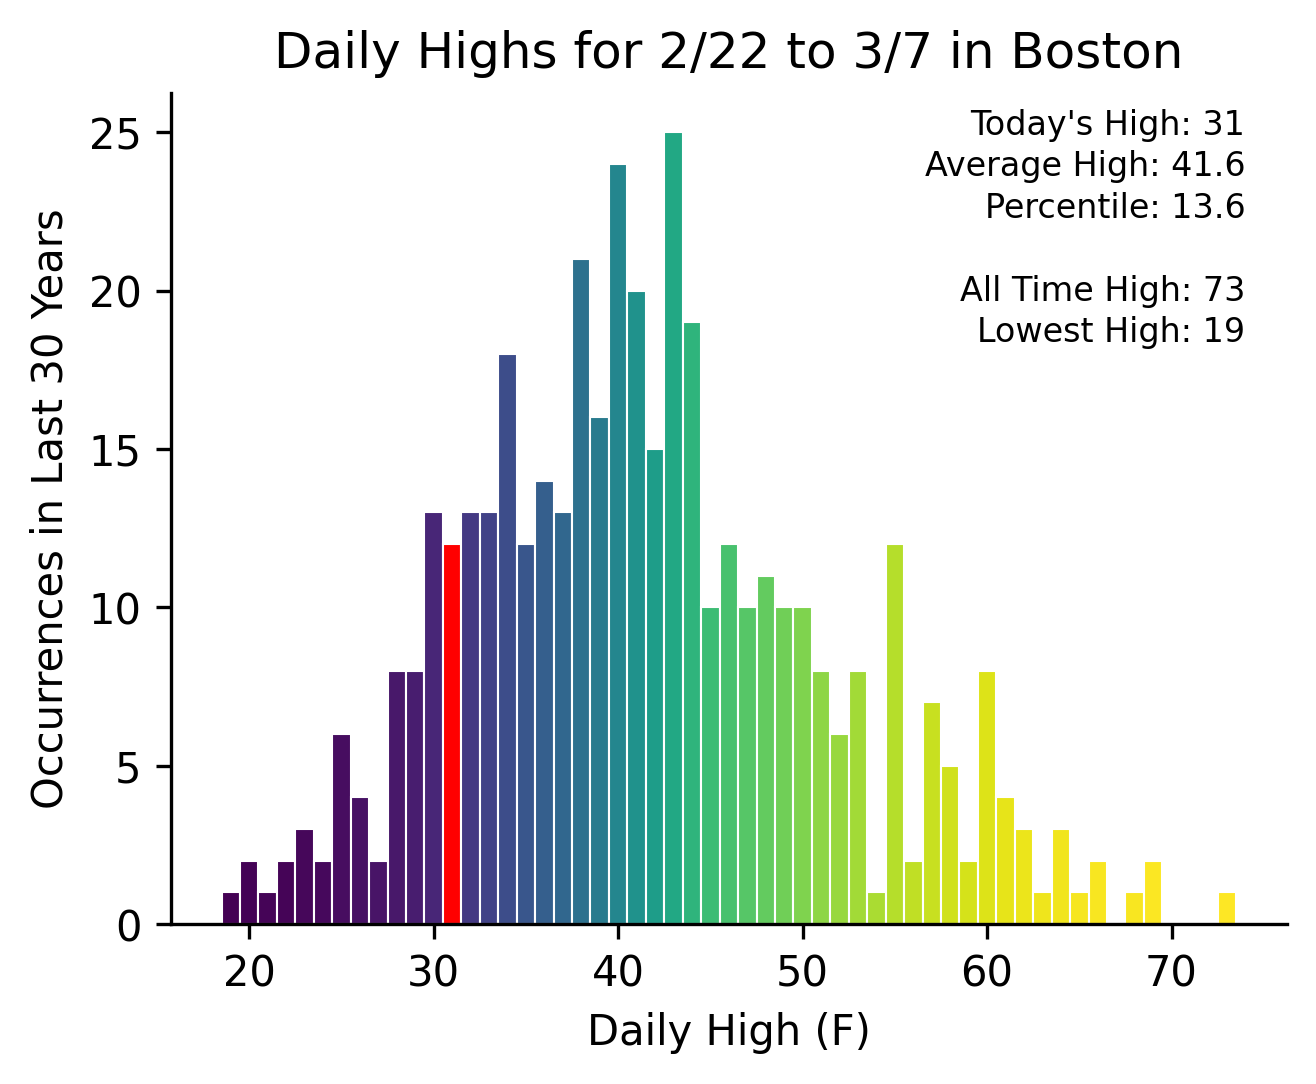 Daily Highs for 2/22 to 3/7 in Boston
Today's High: 31
Average High: 41.6
Percentile: 13.6
All Time High: 73
Lowest High: 19
Occurrences in Last 30 Years
25
20
15
10
5
0
20 30 40 50 60 70
Daily High (F)